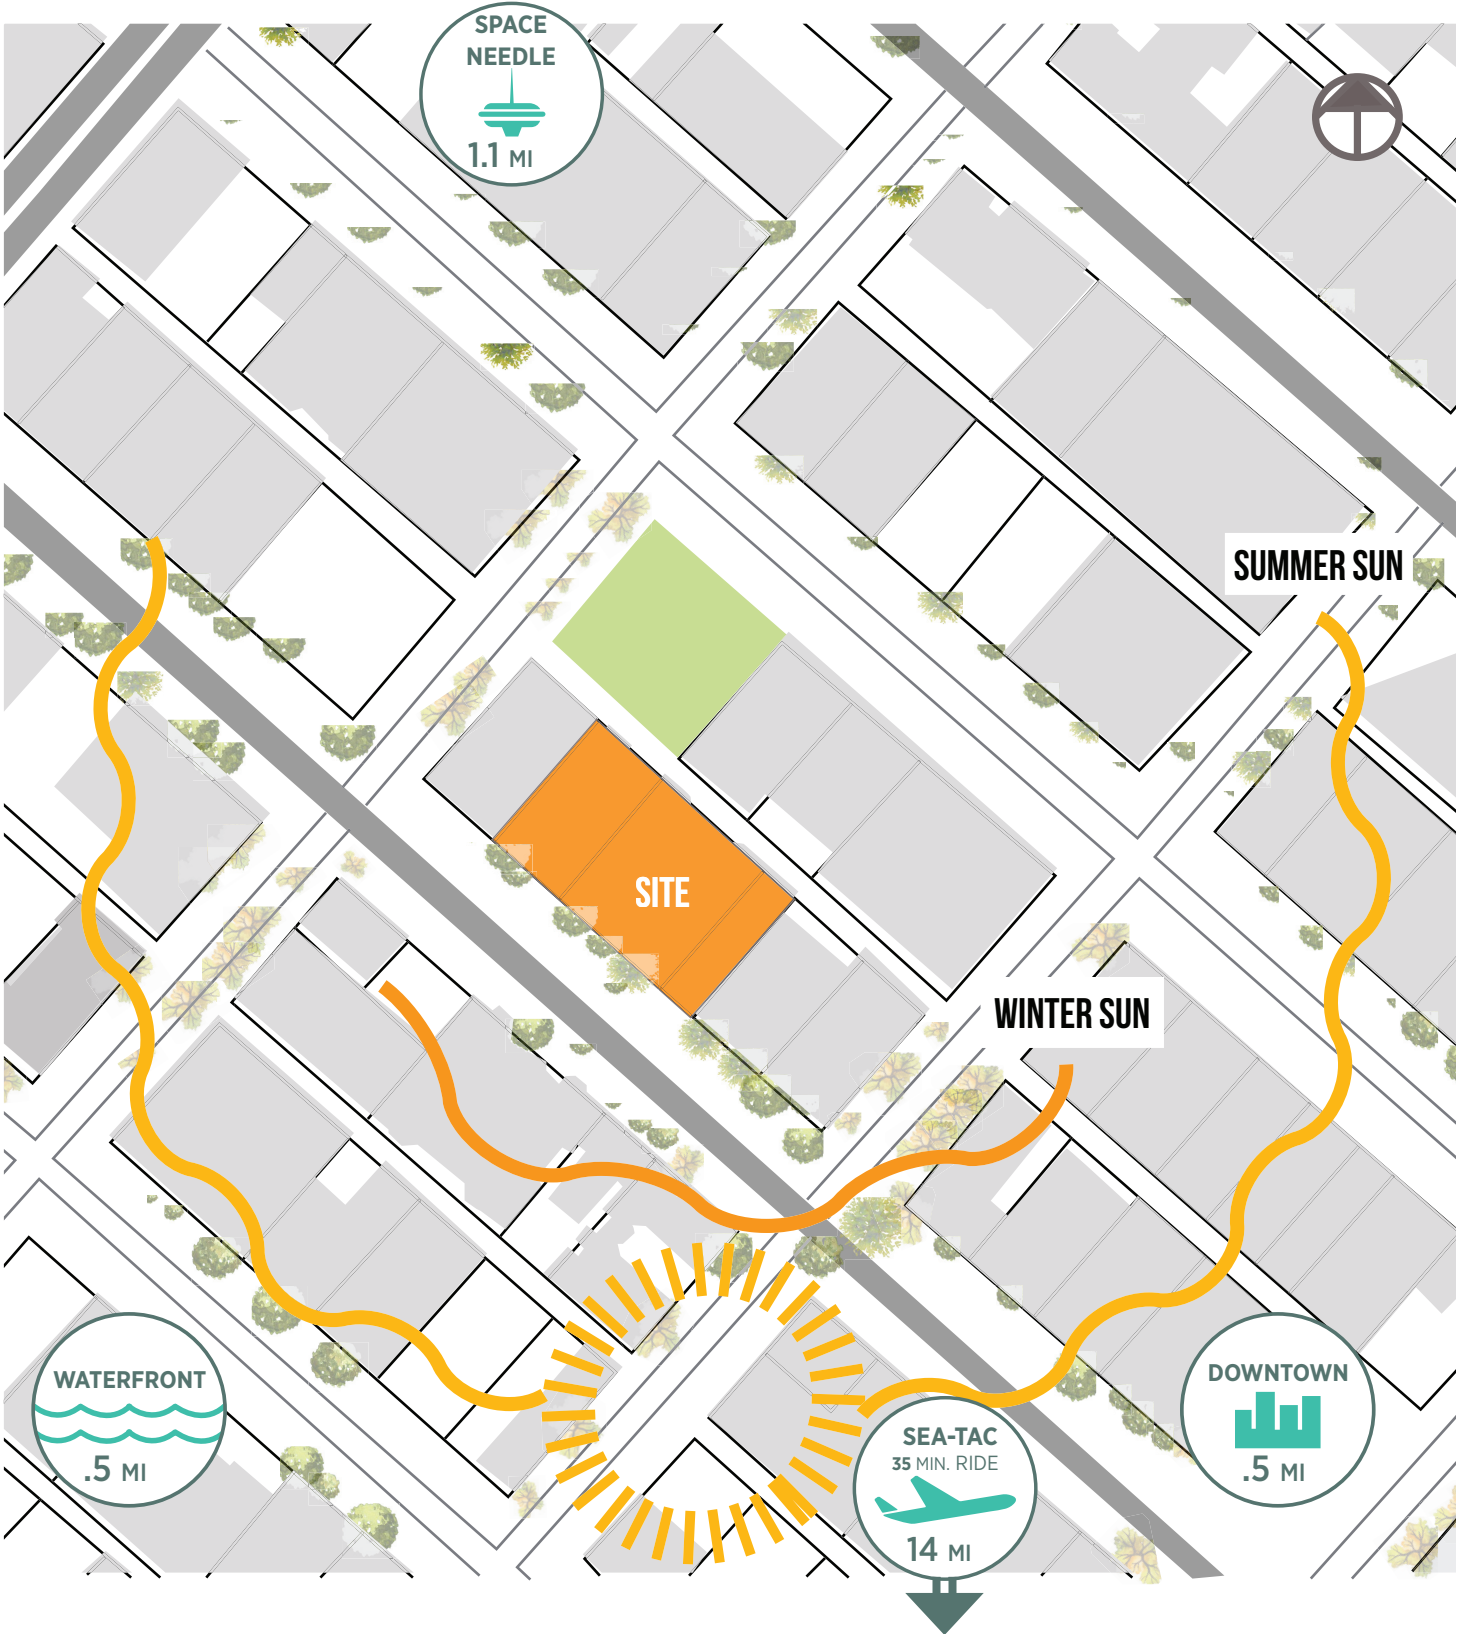 SPACE
NEEDLE
1.1 MI
SUMMER SUN
SITE
WINTER SUN
WATERFRONT
.5 MI
DOWNTOWN
.5 MI
SEA-TAC
35 MIN. RIDE
14 MI